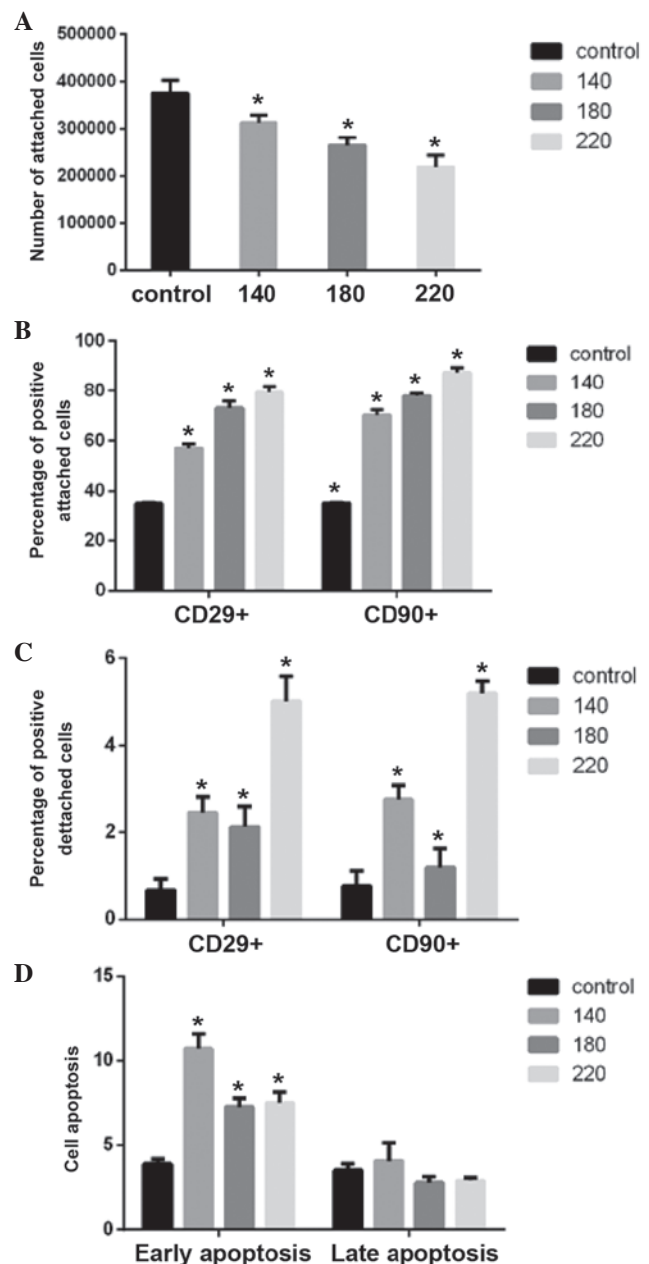 A
Number of attached cells
500000
400000
300000
200000
100000
0
*
*
*
control
140
180
220
control
140
180
220
B
Percentage of positive
attached cells
100
80
60
40
20
0
*
*
*
*
*
*
*
CD29+
CD90+
control
140
180
220
C
Percentage of positive
dettached cells
6
4
2
0
*
*
*
*
*
*
CD29+
CD90+
control
140
180
220
D
Cell apoptosis
15
10
5
0
*
*
*
Early apoptosis
Late apoptosis
control
140
180
220